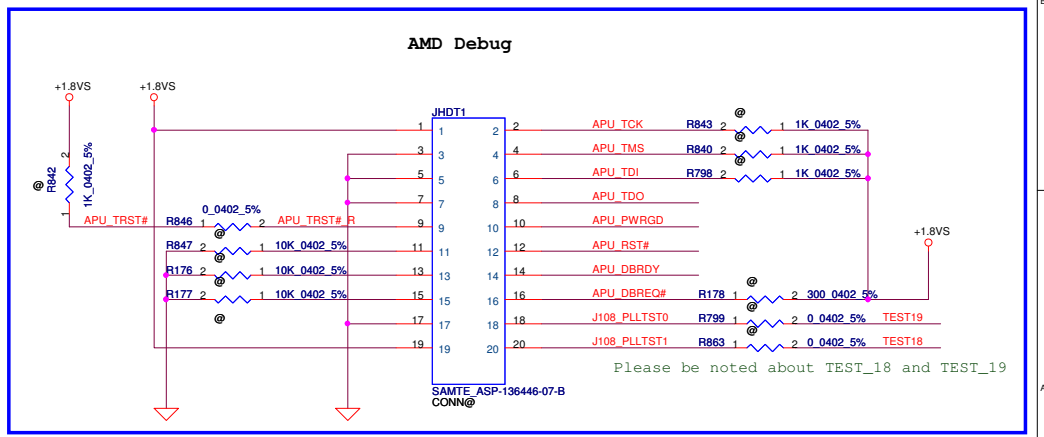 AMD Debug
+1.8VS
+1.8VS
JHDT1
@
1 1 2 2 APU_TCK R843 2 1 1K_0402_5%
@
3 3 4 4 APU_TMS R840 2 1 1K_0402_5%
@
5 5 6 6 APU_TDI R798 2 1 1K_0402_5%
@ R842 2 1 1K_0402_5%
7 7 8 8 APU_TDO
0_0402_5%
APU_TRST# R846 1 2 APU_TRST#_R 9 9 10 10 APU_PWRGD
@
+1.8VS
R847 2 1 10K_0402_5% 11 11 12 12 APU_RST#
@
R176 2 1 10K_0402_5% 13 13 14 14 APU_DBRDY
@
R177 2 1 10K_0402_5% 15 15 16 16 APU_DBREQ# R178 1 2 300_0402_5%
@
@
17 17 18 18 J108_PLLTST0 R799 1 2 0_0402_5% TEST19
@
19 19 20 20 J108_PLLTST1 R863 1 2 0_0402_5% TEST18
@
Please be noted about TEST_18 and TEST_19
SAMTE_ASP-136446-07-B
CONN@